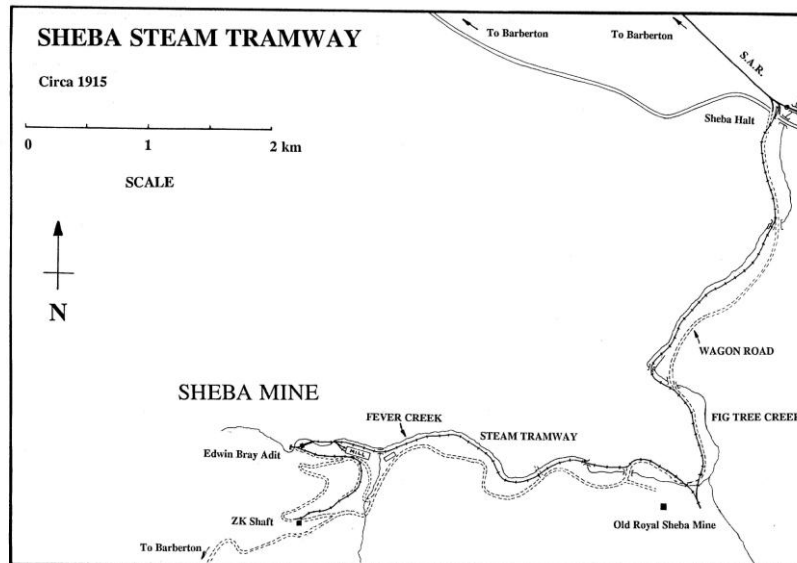 SHEBA STEAM TRAMWAY
To Barberton
To Barberton
Circa 1915
S.A.R.
Sheba Halt
0 1 2 km
SCALE
N
WAGON ROAD
SHEBA MINE
FEVER CREEK
FIG TREE CREEK
STEAM TRAMWAY
Edwin Bray Adit
MILL
ZK Shaft
Old Royal Sheba Mine
To Barberton